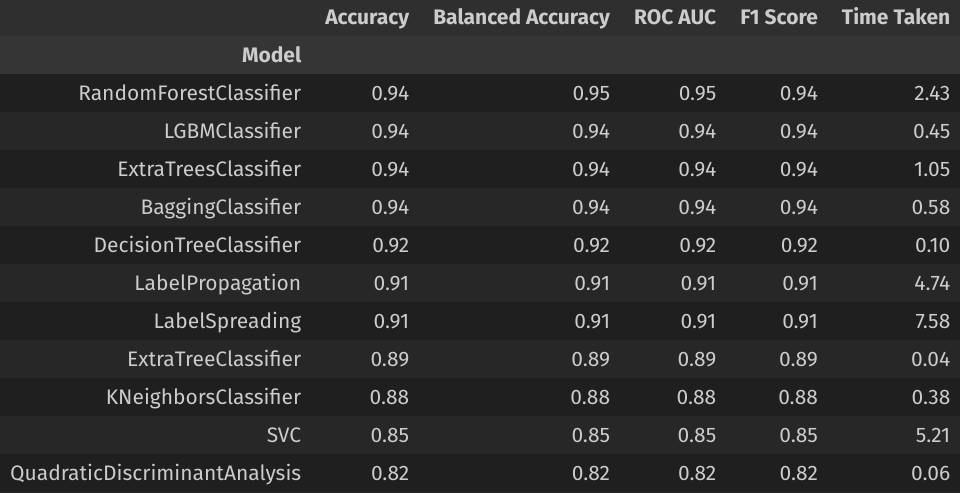 Accuracy Balanced Accuracy ROC AUC F1 Score Time Taken
Model
RandomForestClassifier 0.94 0.95 0.95 0.94 2.43
LGBMClassifier 0.94 0.94 0.94 0.94 0.45
ExtraTreesClassifier 0.94 0.94 0.94 0.94 1.05
BaggingClassifier 0.94 0.94 0.94 0.94 0.58
DecisionTreeClassifier 0.92 0.92 0.92 0.92 0.10
LabelPropagation 0.91 0.91 0.91 0.91 4.74
LabelSpreading 0.91 0.91 0.91 0.91 7.58
ExtraTreeClassifier 0.89 0.89 0.89 0.89 0.04
KNeighborsClassifier 0.88 0.88 0.88 0.88 0.38
SVC 0.85 0.85 0.85 0.85 5.21
QuadraticDiscriminantAnalysis 0.82 0.82 0.82 0.82 0.06